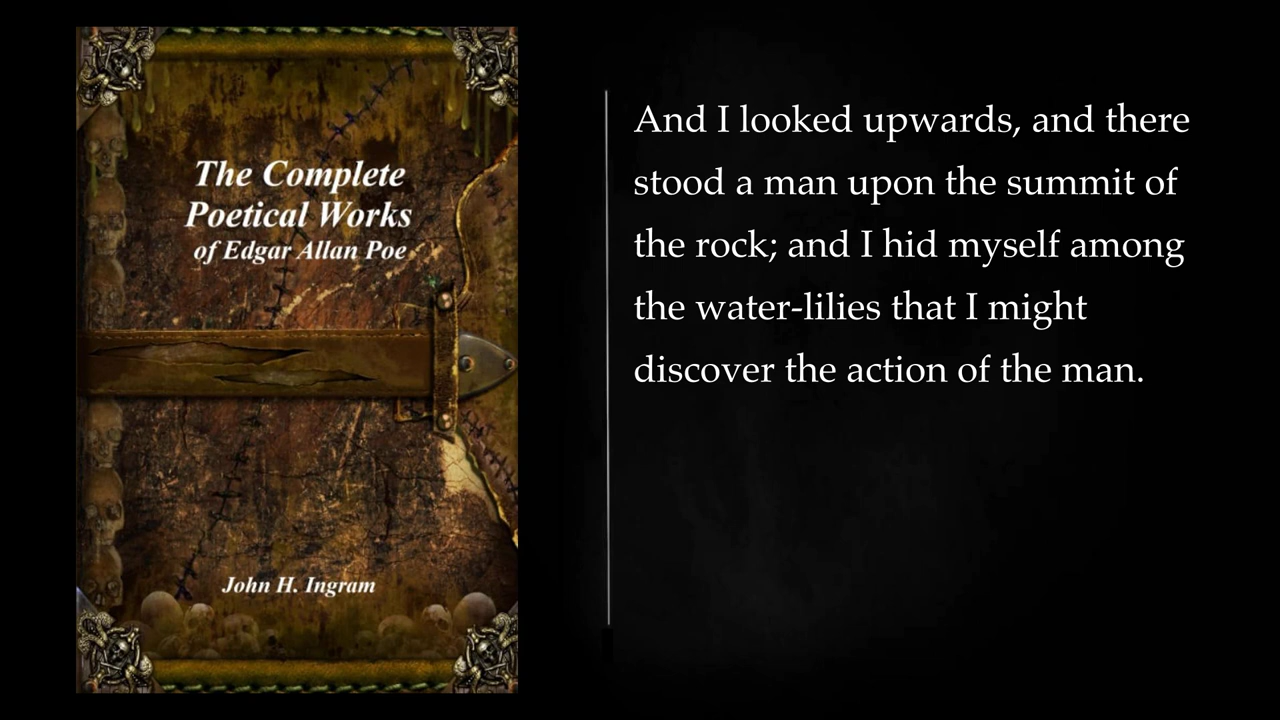 The Complete
Poetical Works
of Edgar Allan Poe
John H. Ingram
And I looked upwards, and there
stood a man upon the summit of
the rock; and I hid myself among
the water-lilies that I might
discover the action of the man.